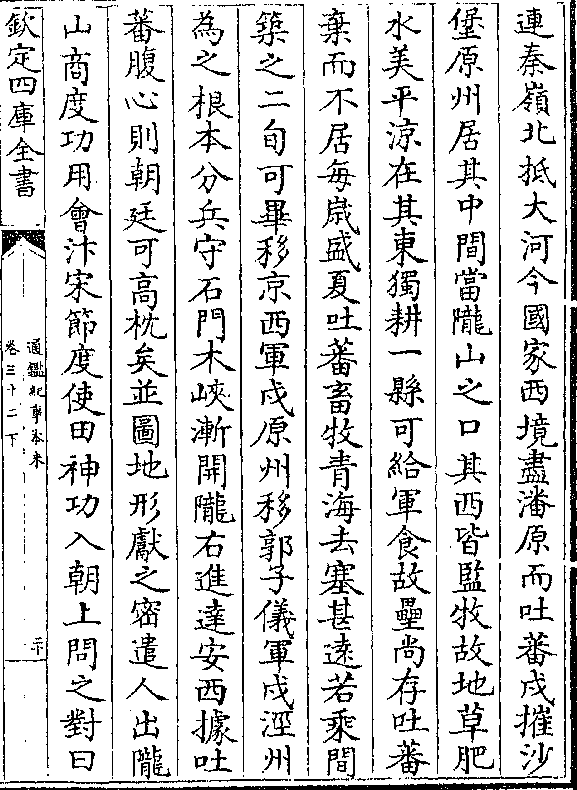 連秦嶺北抵大河今國家西境盡潘原而吐蕃戍摧沙
堡原州居其中間當隴山之口其西皆監牧故地草肥
水美平涼在其東獨耕一縣可給軍食故壘尚存吐蕃
棄而不居每歲盛夏吐蕃畜牧青海去塞甚遠若乘間
築之二旬可畢移京西軍戍原州移郭子儀軍戍涇州
為之根本分兵守石門木峽漸開隴右進達安西據吐
蕃腹心則朝廷可高枕矣並圖地形獻之密遣人出隴
山商度功用會汴宋節度使田神功入朝上問之對曰
欽定四庫全書
通鑑紀事本末
卷三十二下
二十